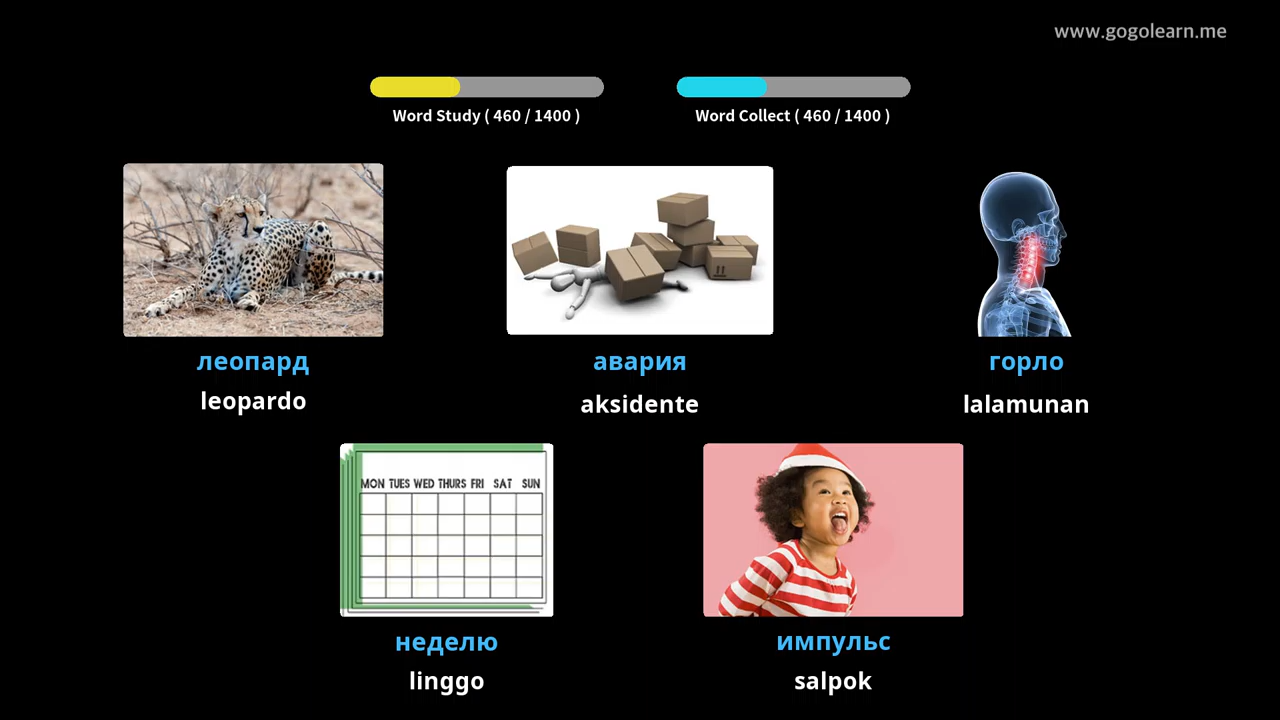 www.gogolearn.me
Word Study ( 460 / 1400 )
Word Collect ( 460 / 1400 )
леопард
leopardo
авария
aksidente
горло
lalamunan
MON TUES WED THURS FRI SAT SUN
неделю
linggo
импульс
salpok